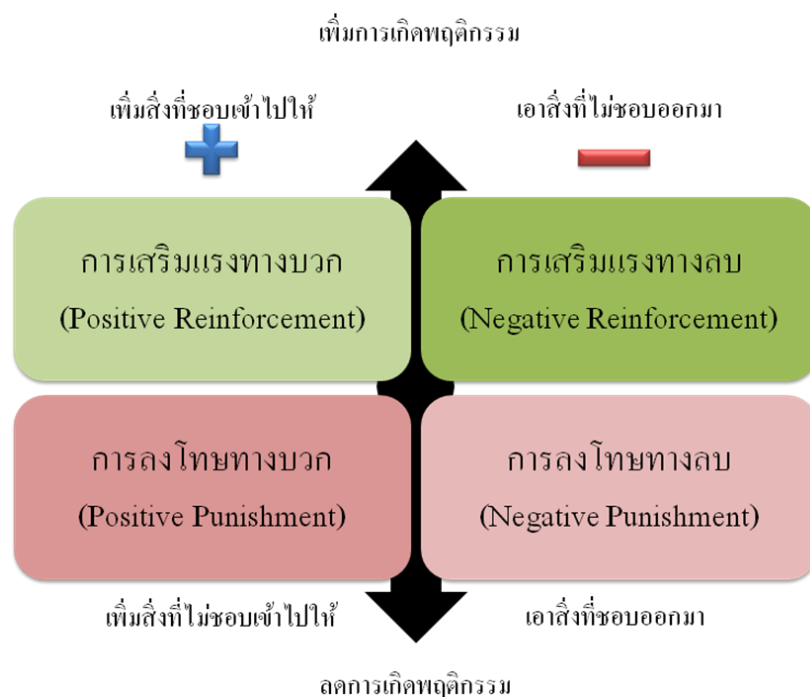 เพิ่มการเกิดพฤติกรรม
เพิ่มสิ่งที่ชอบเข้าไปให้
เอาสิ่งที่ไม่ชอบออกมา
การเสริมแรงทางบวก
(Positive Reinforcement)
การเสริมแรงทางลบ
(Negative Reinforcement)
การลงโทษทางบวก
(Positive Punishment)
การลงโทษทางลบ
(Negative Punishment)
เพิ่มสิ่งที่ไม่ชอบเข้าไปให้
เอาสิ่งที่ชอบออกมา
ลดการเกิดพฤติกรรม